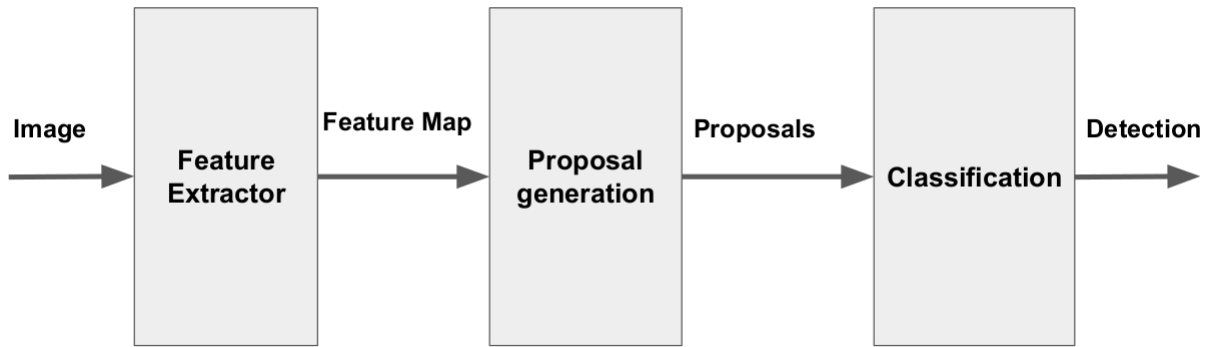 Image
Feature
Extractor
Feature Map
Proposal
generation
Proposals
Classification
Detection